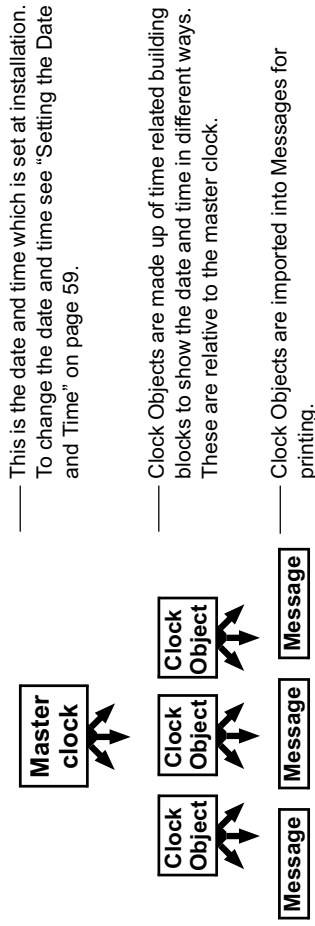 Master
clock
This is the date and time which is set at installation.
To change the date and time see “Setting the Date
and Time” on page 59.
Clock
Object
Clock
Object
Clock
Object
Clock Objects are made up of time related building
blocks to show the date and time in different ways.
These are relative to the master clock.
Message
Message
Message
Clock Objects are imported into Messages for
printing.